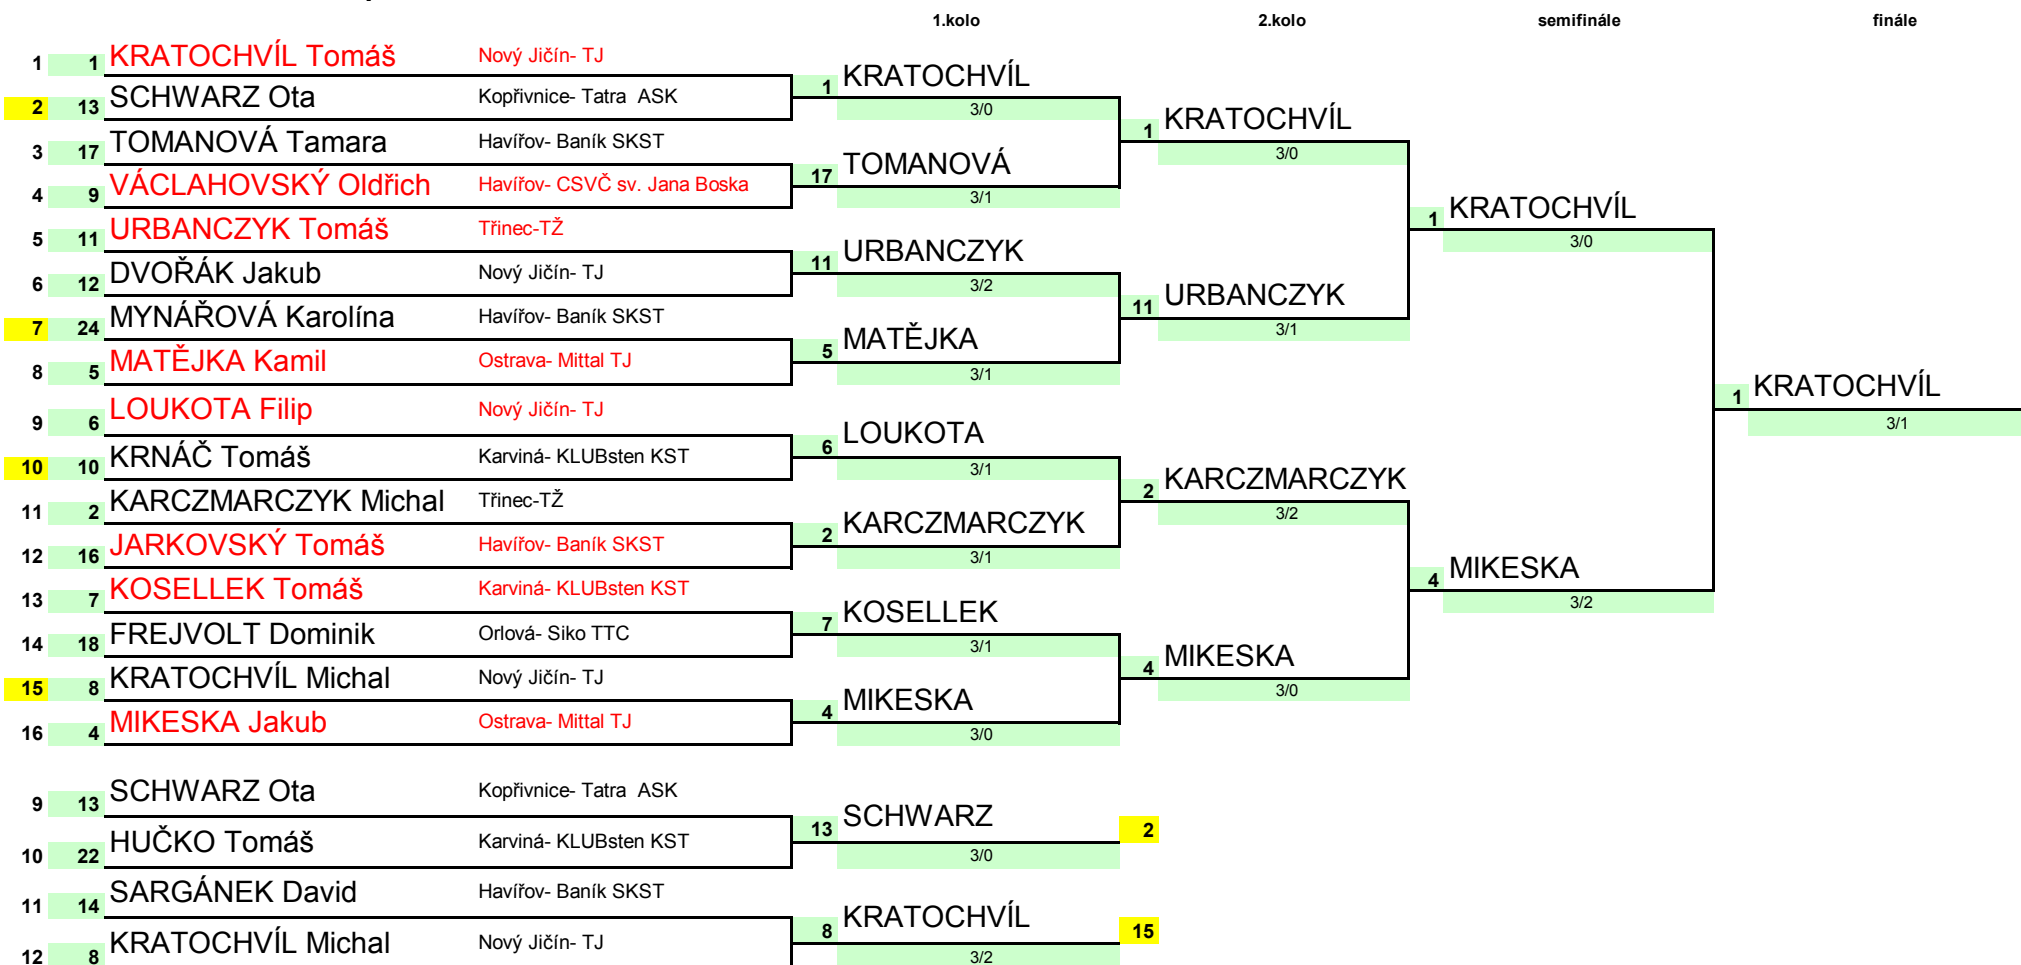 1.kolo 2.kolo semifinále finále
1 1 KRATOCHVÍL Tomáš Nový Jičín- TJ
1 KRATOCHVÍL
2 13 SCHWARZ Ota Kopřivnice- Tatra ASK
3/0
1 KRATOCHVÍL
3 17 TOMANOVÁ Tamara Havířov- Baník SKST
3/0
17 TOMANOVÁ
4 9 VÁCLAHOVSKÝ Oldřich Havířov- CSVČ sv. Jana Boska
3/1
1 KRATOCHVÍL
5 11 URBANCZYK Tomáš Třinec-TŽ
3/0
11 URBANCZYK
6 12 DVOŘÁK Jakub Nový Jičín- TJ
3/2
11 URBANCZYK
7 24 MYNÁŘOVÁ Karolína Havířov- Baník SKST
3/1
5 MATĚJKA
8 5 MATĚJKA Kamil Ostrava- Mittal TJ
3/1
1 KRATOCHVÍL
9 6 LOUKOTA Filip Nový Jičín- TJ
3/1
6 LOUKOTA
10 10 KRNÁČ Tomáš Karviná- KLUBsten KST
3/1
2 KARCZMARCZYK
11 2 KARCZMARCZYK Michal Třinec-TŽ
3/2
2 KARCZMARCZYK
12 16 JARKOVSKÝ Tomáš Havířov- Baník SKST
3/1
4 MIKESKA
13 7 KOSELLEK Tomáš Karviná- KLUBsten KST
3/2
7 KOSELLEK
14 18 FREJVOLT Dominik Orlová- Siko TTC
3/1
4 MIKESKA
15 8 KRATOCHVÍL Michal Nový Jičín- TJ
3/0
4 MIKESKA
16 4 MIKESKA Jakub Ostrava- Mittal TJ
3/0
9 13 SCHWARZ Ota Kopřivnice- Tatra ASK
13 SCHWARZ 2
10 22 HUČKO Tomáš Karviná- KLUBsten KST
3/0
11 14 SARGÁNEK David Havířov- Baník SKST
8 KRATOCHVÍL 15
12 8 KRATOCHVÍL Michal Nový Jičín- TJ
3/2